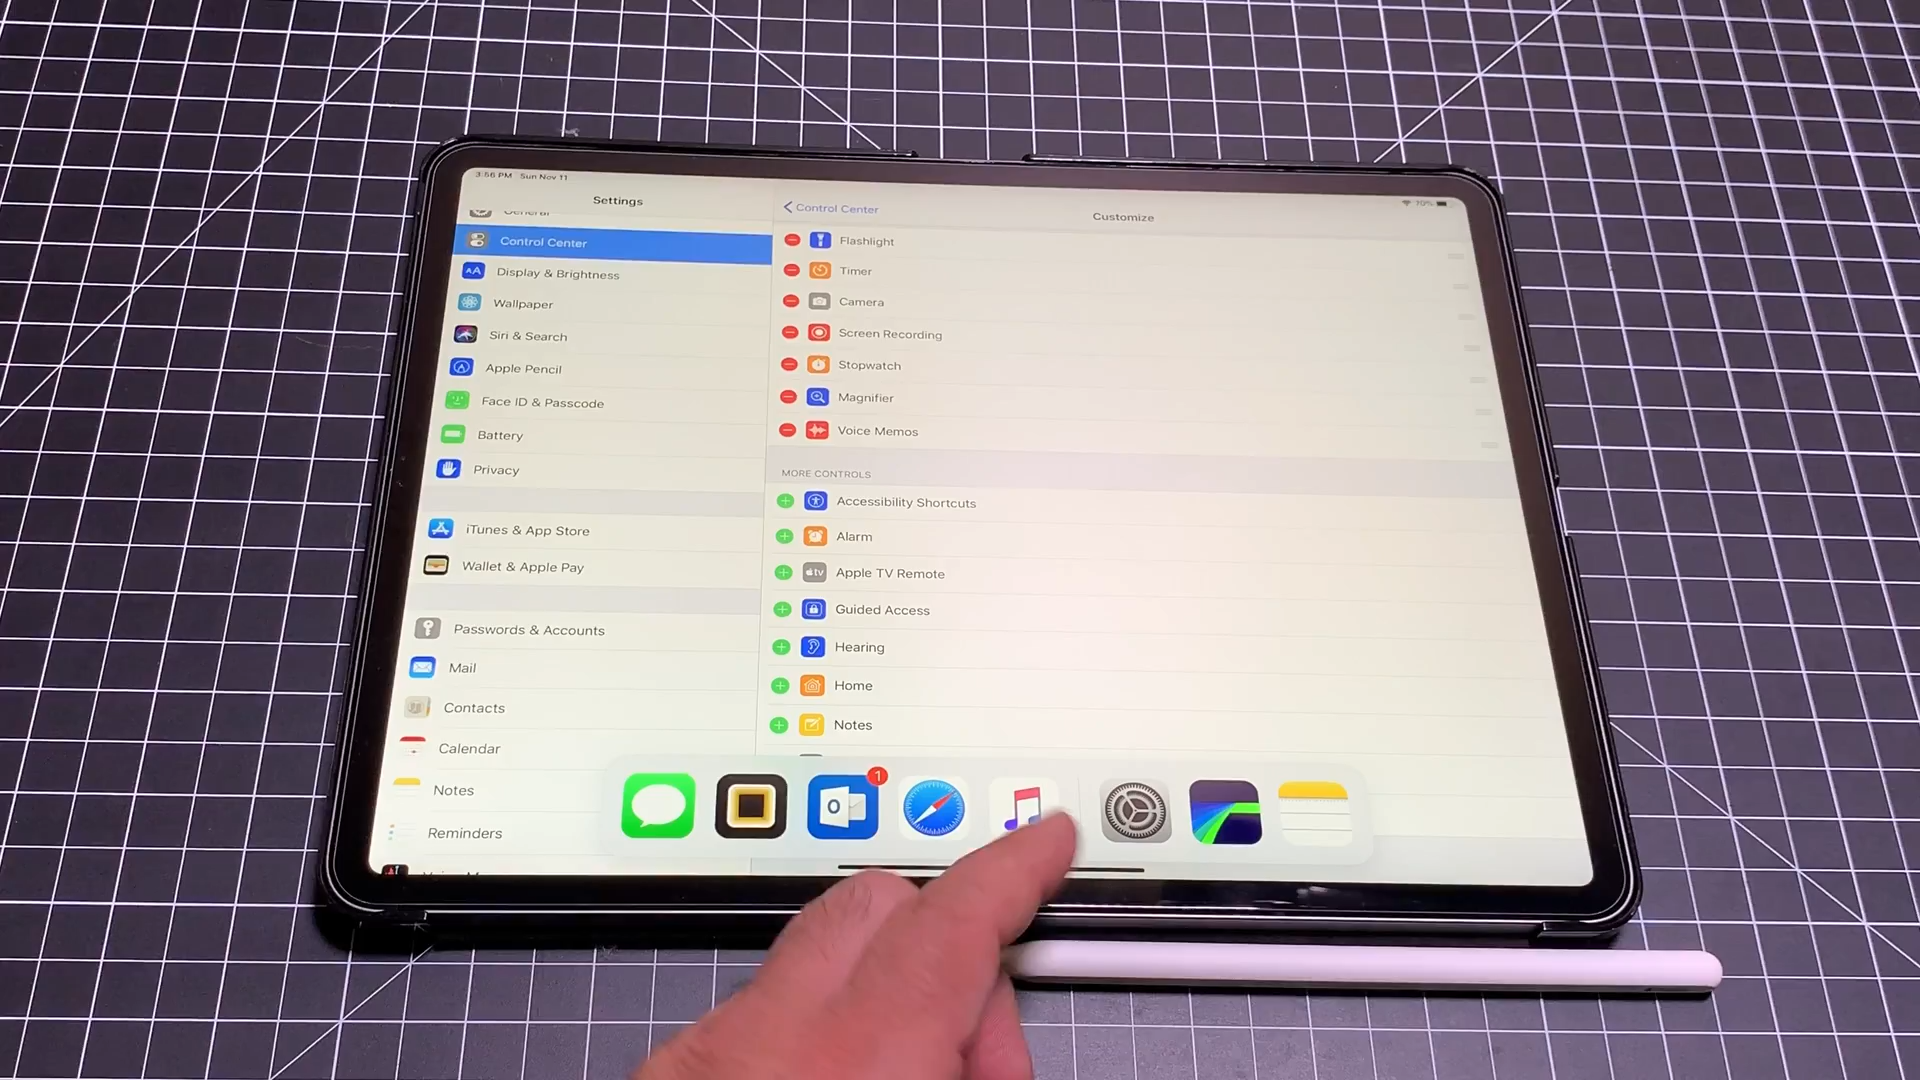 3:56 PM Sun Nov 11
70%
Settings
General
Control Center
Display & Brightness
Wallpaper
Siri & Search
Apple Pencil
Face ID & Passcode
Battery
Privacy
iTunes & App Store
Wallet & Apple Pay
Passwords & Accounts
Mail
Contacts
Calendar
Notes
Reminders
Control Center
Customize
Flashlight
Timer
Camera
Screen Recording
Stopwatch
Magnifier
Voice Memos
MORE CONTROLS
Accessibility Shortcuts
Alarm
tv Apple TV Remote
Guided Access
Hearing
Home
Notes
1